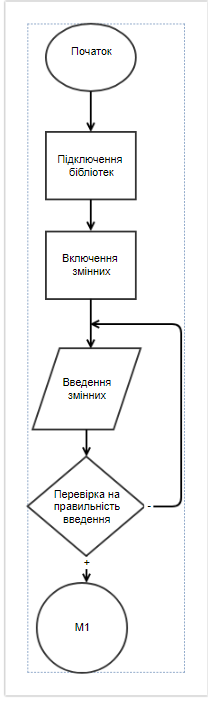 Початок
Підключення
бібліотек
Включення
змінних
Введення
змінних
Перевірка на
правильність
введення
-
+
М1